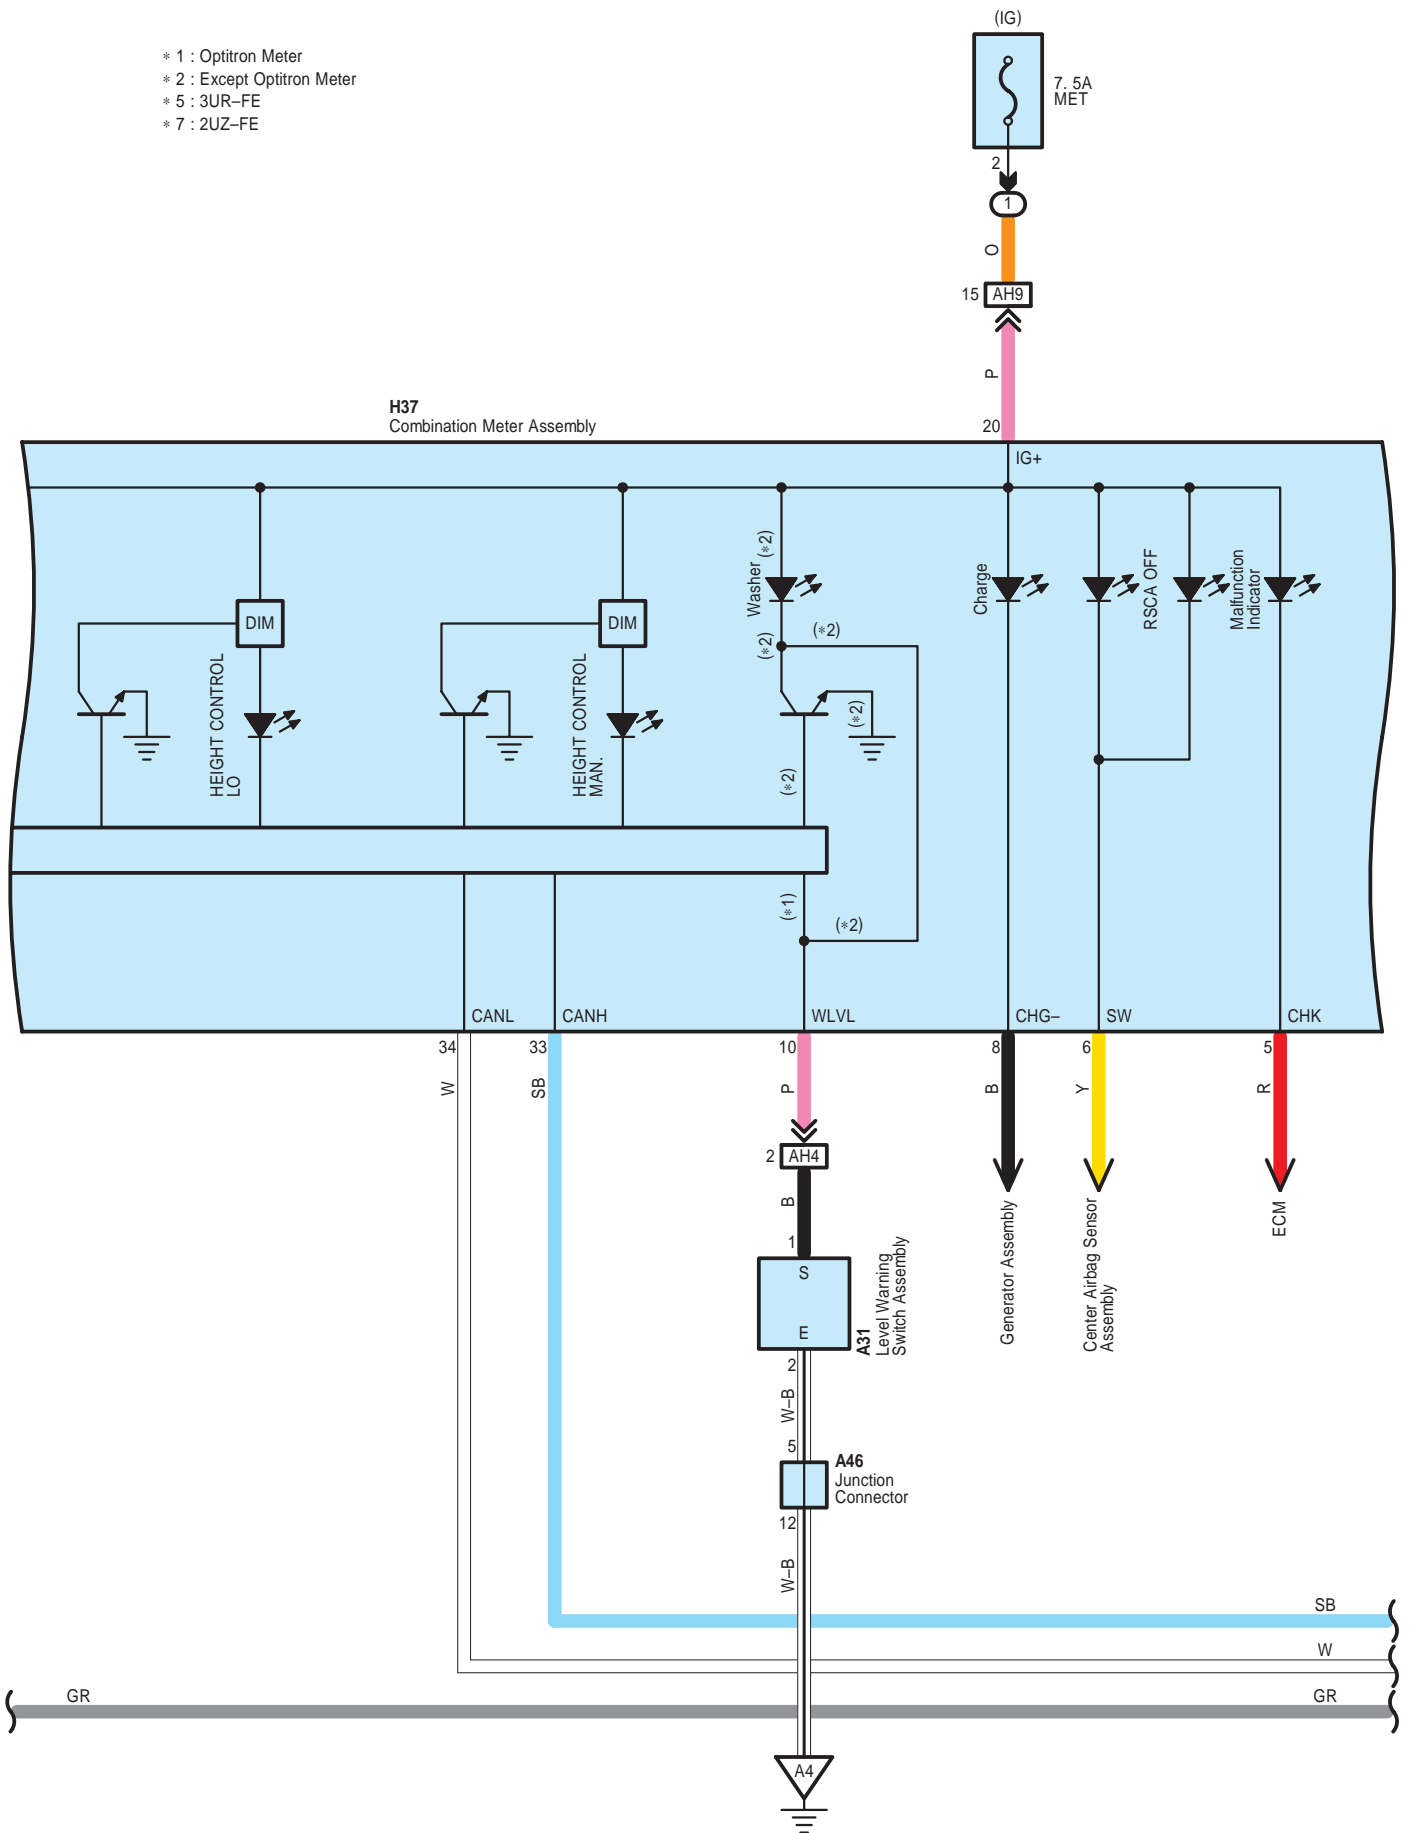 (IG)
∗ 1 : Optitron Meter
∗ 2 : Except Optitron Meter
∗ 5 : 3UR–FE
∗ 7 : 2UZ–FE
7. 5A
MET
2
1
O
15 AH9
P
H37
Combination Meter Assembly
20
IG+
Washer (∗2)
Charge
RSCA OFF
Malfunction
Indicator
DIM
DIM
(∗2)
(∗2)
HEIGHT CONTROL
LO
HEIGHT CONTROL
MAN.
(∗2)
(∗2)
(∗1)
(∗2)
CANL
CANH
WLVL
CHG–
SW
CHK
34
33
10
8
6
5
W
SB
P
B
Y
R
2 AH4
B
1
S
E
A31
Level Warning
Switch Assembly
Generator Assembly
Center Airbag Sensor
Assembly
ECM
2
W–B
5
A46
Junction
Connector
12
W–B
SB
W
GR
GR
A4